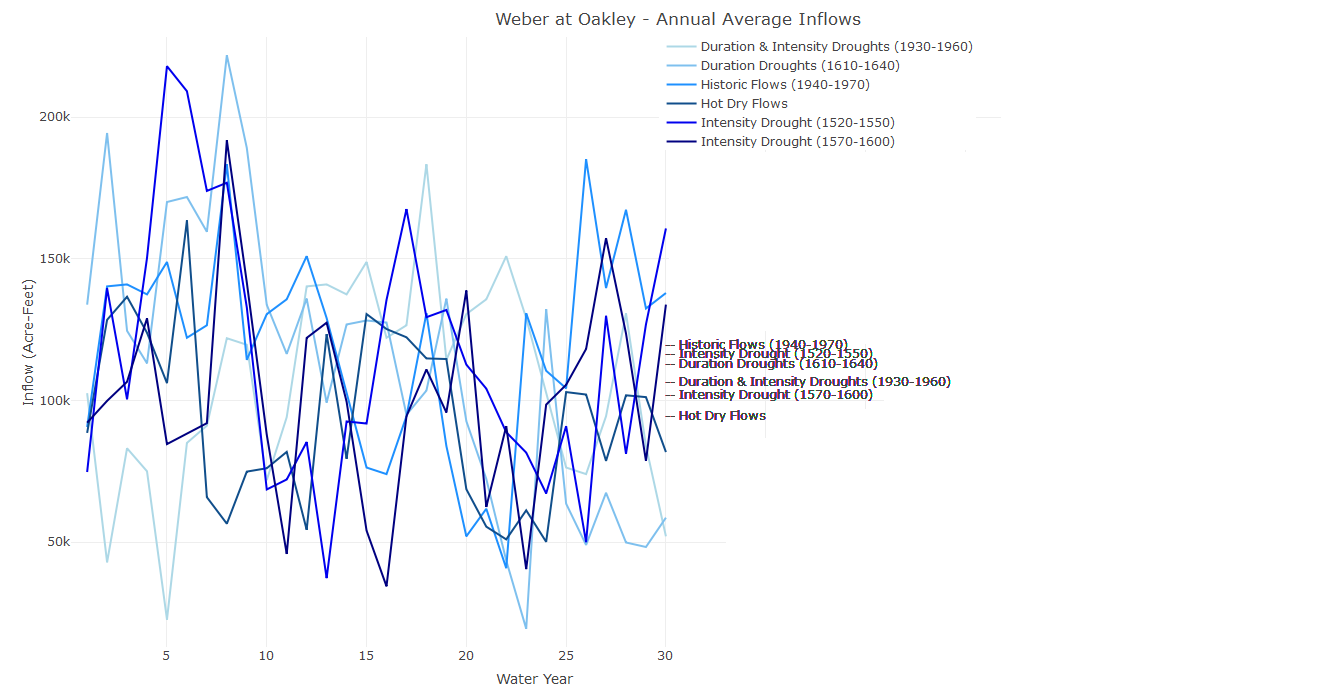 Weber at Oakley - Annual Average Inflows
Duration & Intensity Droughts (1930-1960)
Duration Droughts (1610-1640)
Historic Flows (1940-1970)
Hot Dry Flows
Intensity Drought (1520-1550)
Intensity Drought (1570-1600)
200k
150k
100k
50k
Inflow (Acre-Feet)
Historic Flows (1940-1970)
Intensity Drought (1520-1550)
Duration Droughts (1610-1640)
Duration & Intensity Droughts (1930-1960)
Intensity Drought (1570-1600)
Hot Dry Flows
5 10 15 20 25 30
Water Year